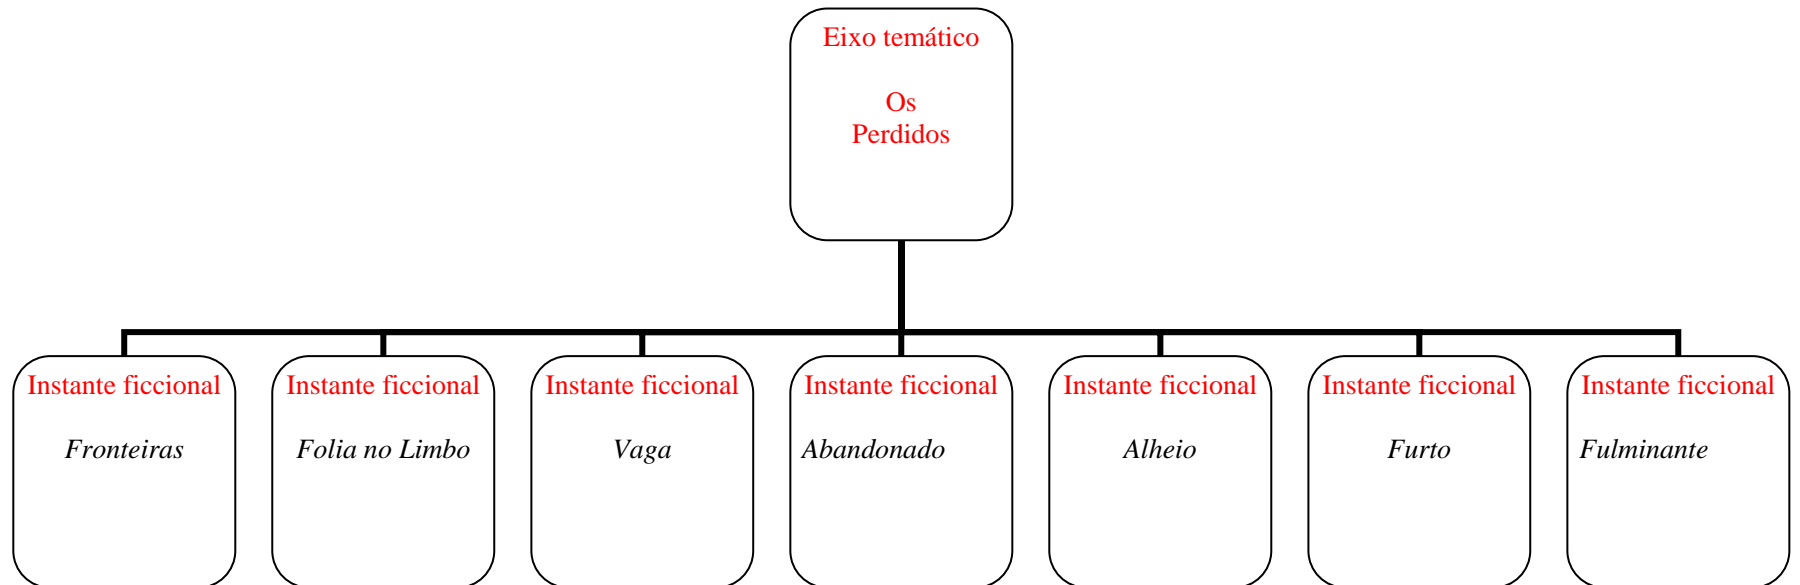 Eixo temático
Os
Perdidos
Instante ficcional
Fronteiras
Instante ficcional
Folia no Limbo
Instante ficcional
Vaga
Instante ficcional
Abandonado
Instante ficcional
Alheio
Instante ficcional
Furto
Instante ficcional
Fulminante